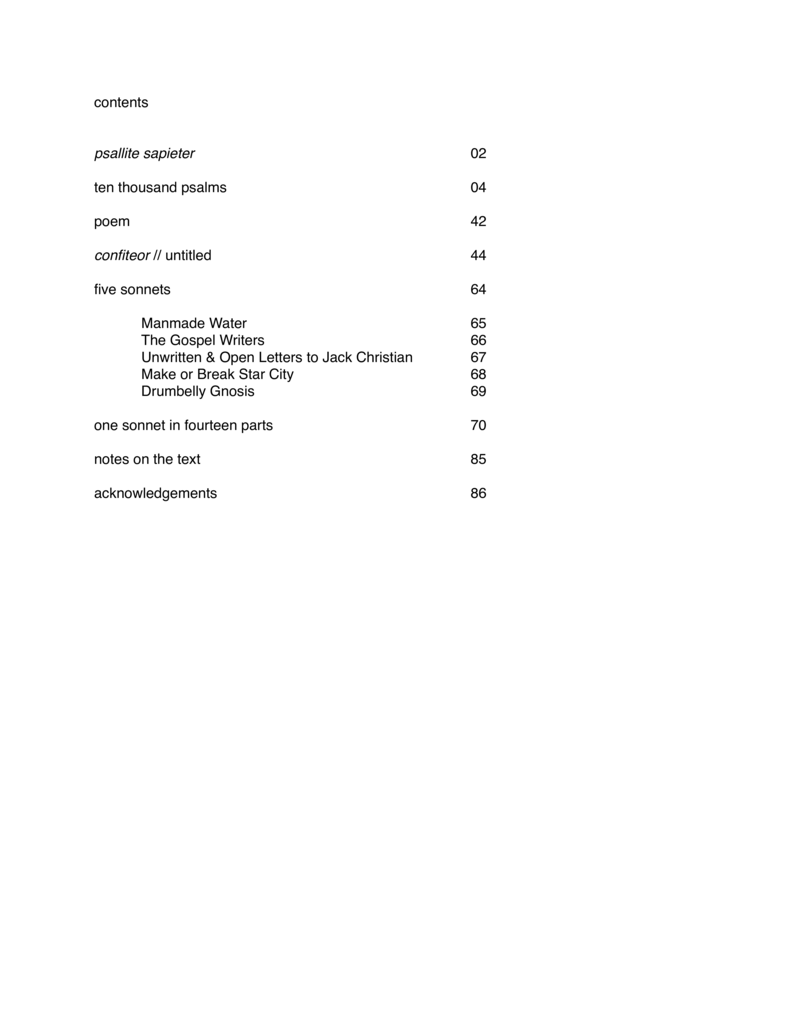 contents
psallite sapieter 02
ten thousand psalms 04
poem 42
confiteor // untitled 44
five sonnets 64
Manmade Water 65
The Gospel Writers 66
Unwritten & Open Letters to Jack Christian 67
Make or Break Star City 68
Drumbelly Gnosis 69
one sonnet in fourteen parts 70
notes on the text 85
acknowledgements 86